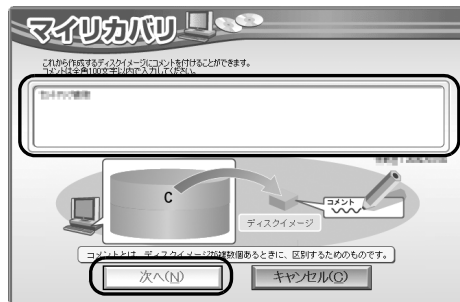 マイリカバリ
これから作成するディスクイメージにコメントを付けることができます。
コメントは全角100文字以内で入力してください。
C
コメント
ディスクイメージ
コメントとは、ディスクイメージが複数個あるときに、区別するためのものです。
次へ(N)
キャンセル(C)